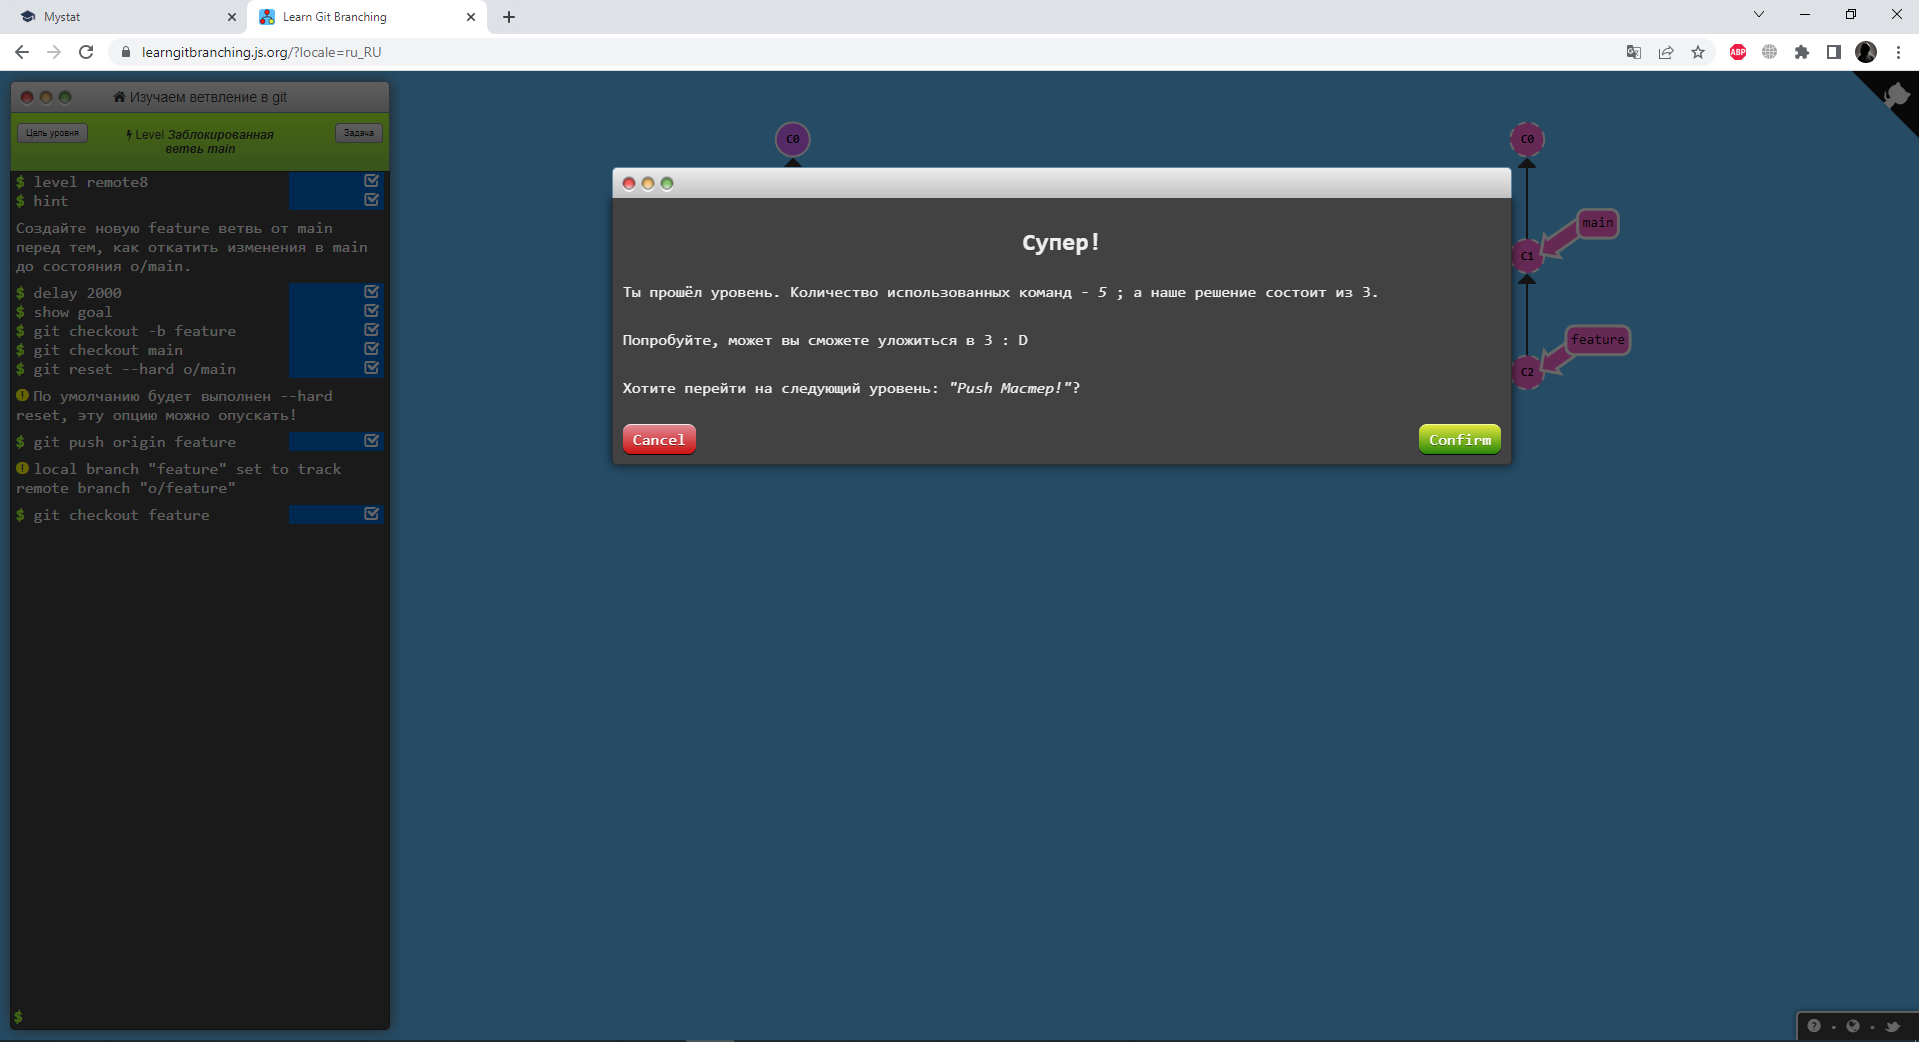 Mystat
Learn Git Branching
learngitbranching.js.org/?locale=ru_RU
ABP
Изучаем ветвление в git
Цель уровня
Level Заблокированная
ветвь main
Задача
$ level remote8
$ hint
Создайте новую feature ветвь от main
перед тем, как откатить изменения в main
до состояния o/main.
$ delay 2000
$ show goal
$ git checkout -b feature
$ git checkout main
$ git reset --hard o/main
По умолчанию будет выполнен --hard
reset, эту опцию можно опускать!
$ git push origin feature
local branch "feature" set to track
remote branch "o/feature"
$ git checkout feature
$
C0
Супер!
Ты прошёл уровень. Количество использованных команд - 5 ; а наше решение состоит из 3.
Попробуйте, может вы сможете уложиться в 3 : D
Хотите перейти на следующий уровень: "Push Мастер!"?
Cancel
Confirm
C0
main
C1
feature
C2